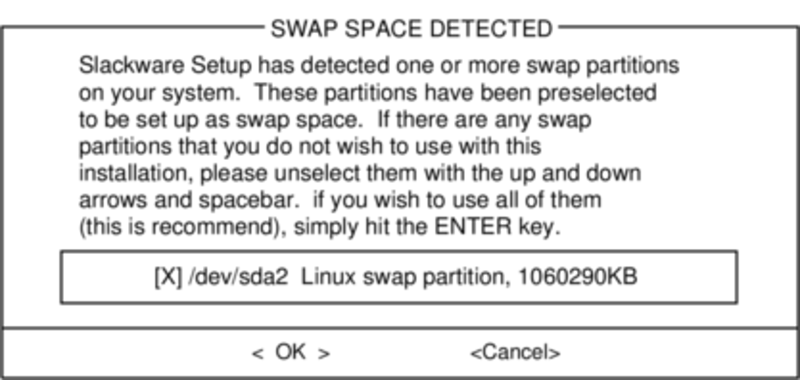 SWAP SPACE DETECTED
Slackware Setup has detected one or more swap partitions
on your system.  These partitions have been preselected
to be set up as swap space.  If there are any swap
partitions that you do not wish to use with this
installation, please unselect them with the up and down
arrows and spacebar.  if you wish to use all of them
(this is recommend), simply hit the ENTER key.
[X] /dev/sda2  Linux swap partition, 1060290KB
<  OK  > <Cancel>